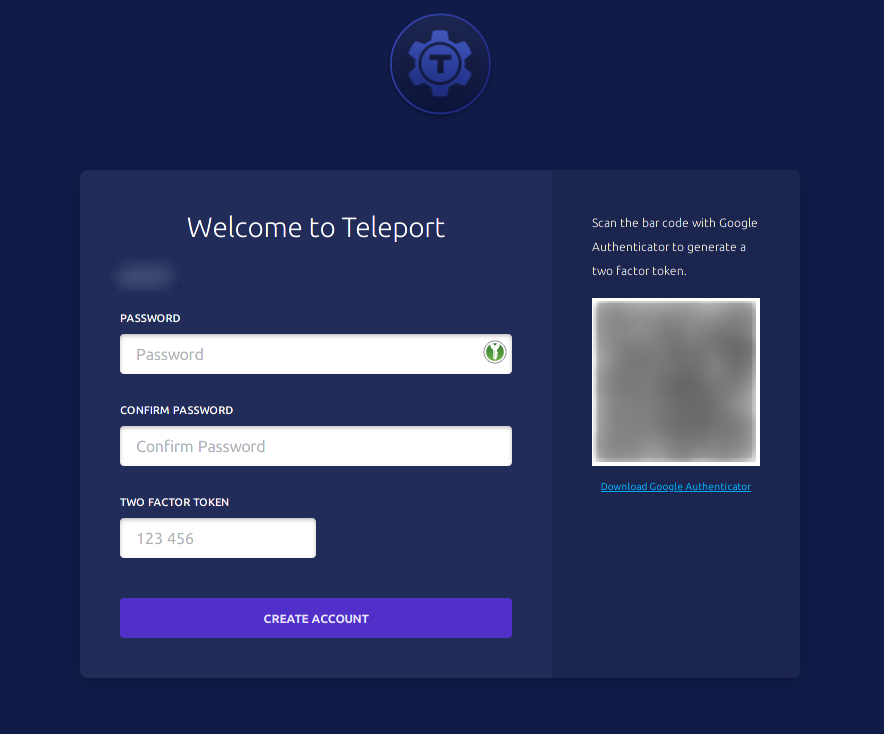 T
Welcome to Teleport
PASSWORD
Password
CONFIRM PASSWORD
Confirm Password
TWO FACTOR TOKEN
123 456
CREATE ACCOUNT
Scan the bar code with Google
Authenticator to generate a
two factor token.
Download Google Authenticator